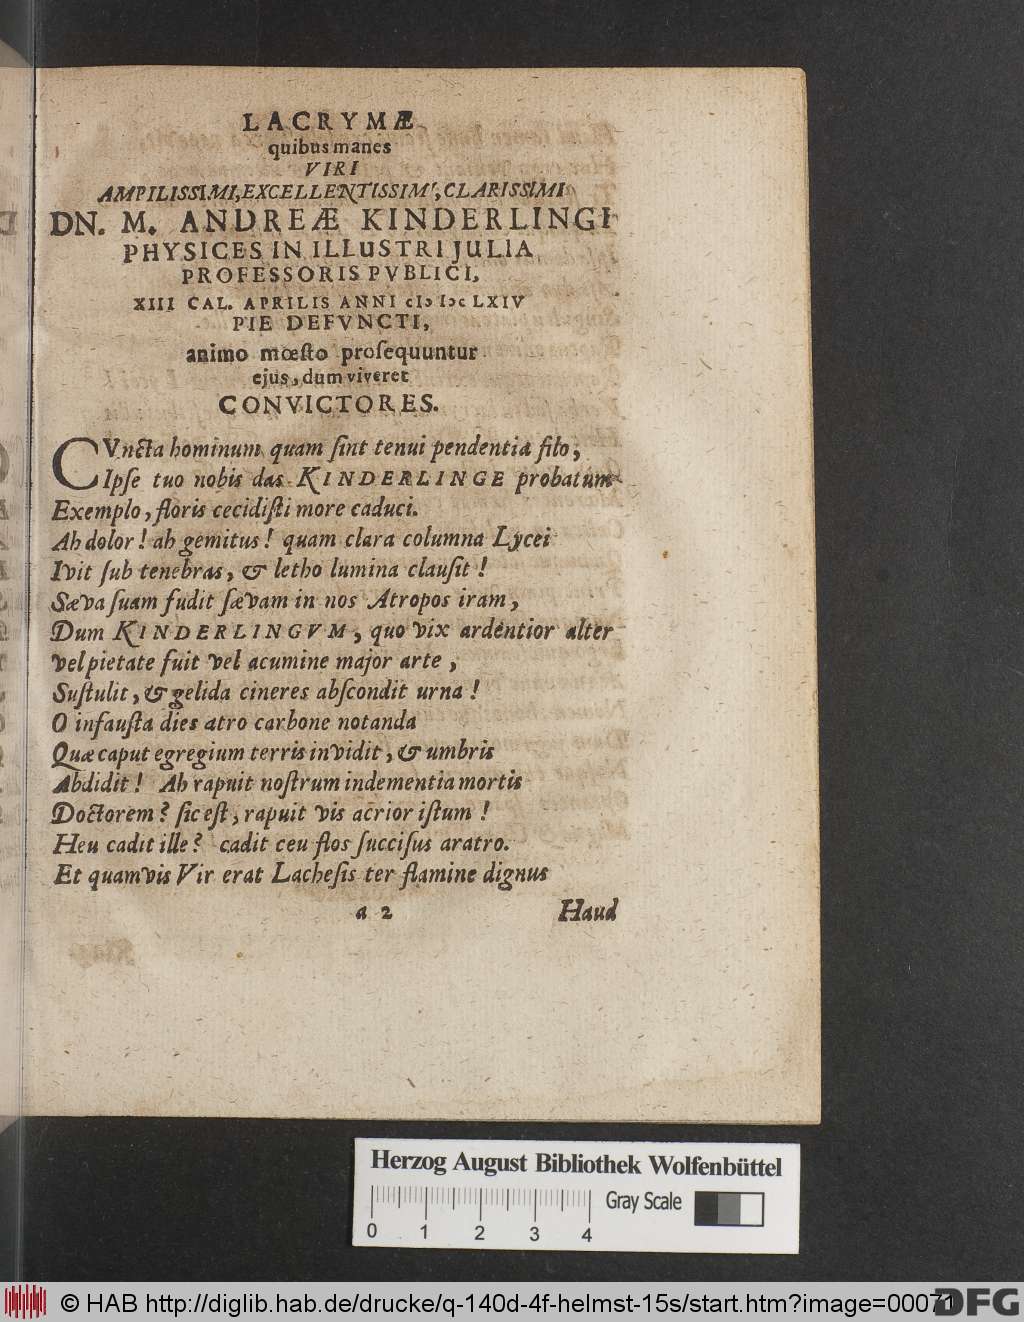 LACRYMÆ
quibus manes
VIRI
AMPILISSIMI, EXCELLENTISSIMI, CLARISSIMI
DN. M. ANDREÆ KINDERLINGI
PHYSICES IN ILLUSTRI JULIA
PROFESSORIS PVBLICI,
XIII CAL. APRILIS ANNI cIɔ Iɔc LXIV
PIE DEFVNCTI,
animo mœſto proſequuntur
ejus, dum viveret
CONVICTORES.
CVncta hominum quam ſint tenui pendentia filo,
Ipſe tuo nobis das KINDERLINGE probatum
Exemplo, floris cecidiſti more caduci.
Ah dolor! ah gemitus! quam clara columna Lycei
Ivit ſub tenebras, & letho lumina clauſit!
Sæva ſuam fudit ſævam in nos Atropos iram,
Dum KINDERLINGVM, quo vix ardentior alter
vel pietate fuit vel acumine major arte,
Suſtulit, & gelida cineres abſcondit urna!
O infauſta dies atro carbone notanda
Quæ caput egregium terris invidit, & umbris
Abdidit! Ah rapuit noſtrum indementia mortis
Doctorem? ſic eſt, rapuit vis acrior iſtum!
Heu cadit ille? cadit ceu flos ſucciſus aratro.
Et quamvis Vir erat Lacheſis ter flamine dignus
a 2 Haud
Herzog August Bibliothek Wolfenbüttel
Gray Scale
0 1 2 3 4
© HAB http://diglib.hab.de/drucke/q-140d-4f-helmst-15s/start.htm?image=00071
DFG